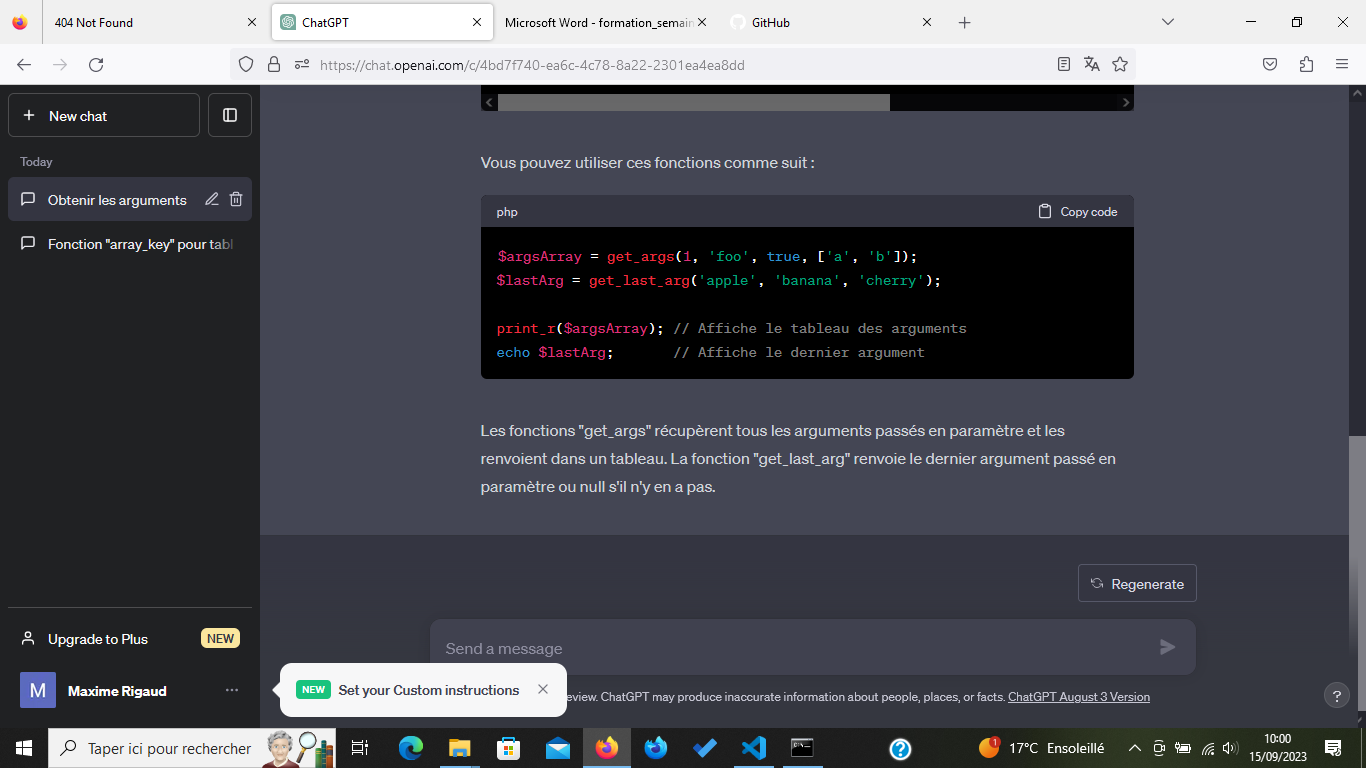 404 Not Found
ChatGPT
Microsoft Word - formation_semain
GitHub
https://chat.openai.com/c/4bd7f740-ea6c-4c78-8a22-2301ea4ea8dd
New chat
Today
Obtenir les arguments
Fonction "array_key" pour tabl
Vous pouvez utiliser ces fonctions comme suit :
php
Copy code
$argsArray = get_args(1, 'foo', true, ['a', 'b']);
$lastArg = get_last_arg('apple', 'banana', 'cherry');
print_r($argsArray); // Affiche le tableau des arguments
echo $lastArg;       // Affiche le dernier argument
Les fonctions "get_args" récupèrent tous les arguments passés en paramètre et les
renvoient dans un tableau. La fonction "get_last_arg" renvoie le dernier argument passé en
paramètre ou null s'il n'y en a pas.
Regenerate
Send a message
Upgrade to Plus
NEW
M
Maxime Rigaud
NEW Set your Custom instructions
eview. ChatGPT may produce inaccurate information about people, places, or facts. ChatGPT August 3 Version
?
Taper ici pour rechercher
1
17°C Ensoleillé
10:00
15/09/2023